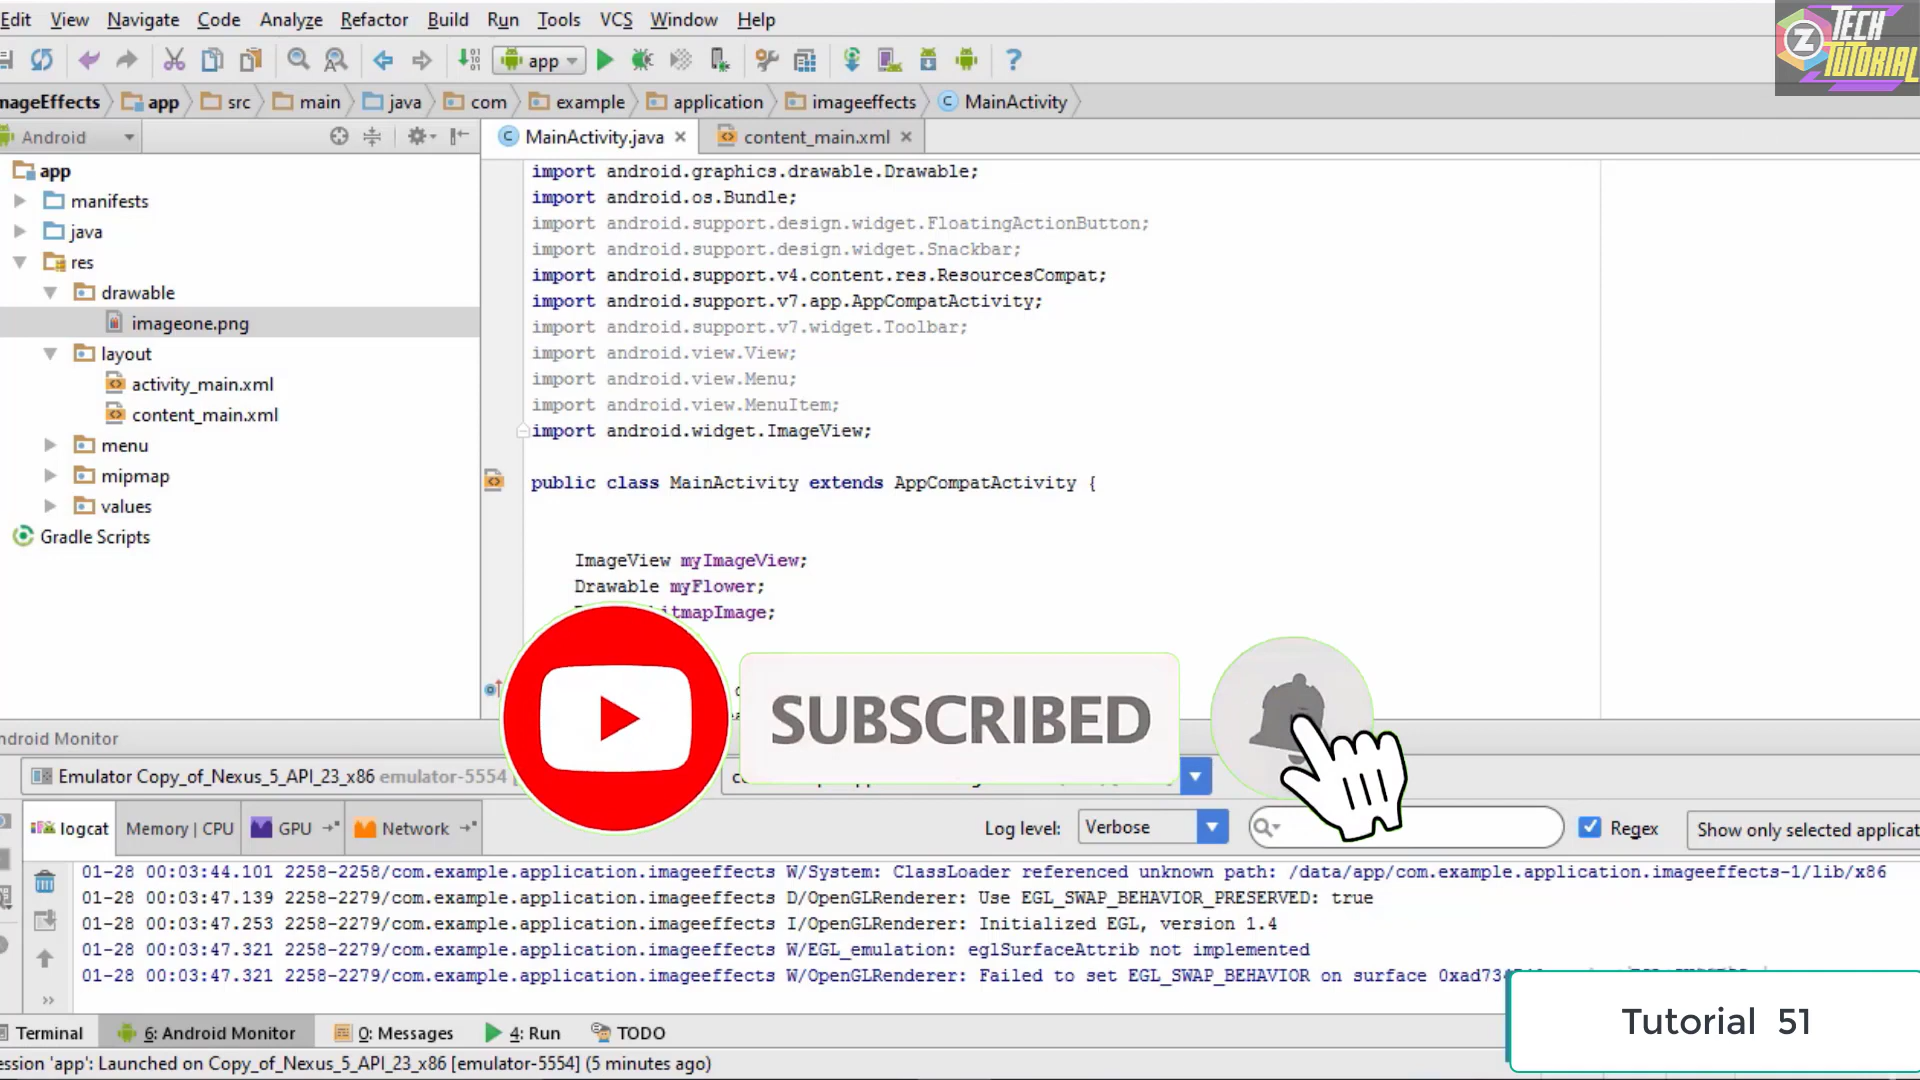 Edit View Navigate Code Analyze Refactor Build Run Tools VCS Window Help
Z TECH TUTORIAL
app
ImageEffects app src main java com example application imageeffects MainActivity
Android
MainActivity.java content_main.xml
app
manifests
java
res
drawable
imageone.png
layout
activity_main.xml
content_main.xml
menu
mipmap
values
Gradle Scripts
import android.graphics.drawable.Drawable;
import android.os.Bundle;
import android.support.design.widget.FloatingActionButton;
import android.support.design.widget.Snackbar;
import android.support.v4.content.res.ResourcesCompat;
import android.support.v7.app.AppCompatActivity;
import android.support.v7.widget.Toolbar;
import android.view.View;
import android.view.Menu;
import android.view.MenuItem;
import android.widget.ImageView;
public class MainActivity extends AppCompatActivity {
ImageView myImageView;
Drawable myFlower;
itmapImage;
SUBSCRIBED
ndroid Monitor
Emulator Copy_of_Nexus_5_API_23_x86 emulator-5554
logcat Memory | CPU GPU Network Log level: Verbose Regex Show only selected applicat
01-28 00:03:44.101 2258-2258/com.example.application.imageeffects W/System: ClassLoader referenced unknown path: /data/app/com.example.application.imageeffects-1/lib/x86
01-28 00:03:47.139 2258-2279/com.example.application.imageeffects D/OpenGLRenderer: Use EGL_SWAP_BEHAVIOR_PRESERVED: true
01-28 00:03:47.253 2258-2279/com.example.application.imageeffects I/OpenGLRenderer: Initialized EGL, version 1.4
01-28 00:03:47.321 2258-2279/com.example.application.imageeffects W/EGL_emulation: eglSurfaceAttrib not implemented
01-28 00:03:47.321 2258-2279/com.example.application.imageeffects W/OpenGLRenderer: Failed to set EGL_SWAP_BEHAVIOR on surface 0xad73
Tutorial 51
Terminal 6: Android Monitor 0: Messages 4: Run TODO
ession 'app': Launched on Copy_of_Nexus_5_API_23_x86 [emulator-5554] (5 minutes ago)